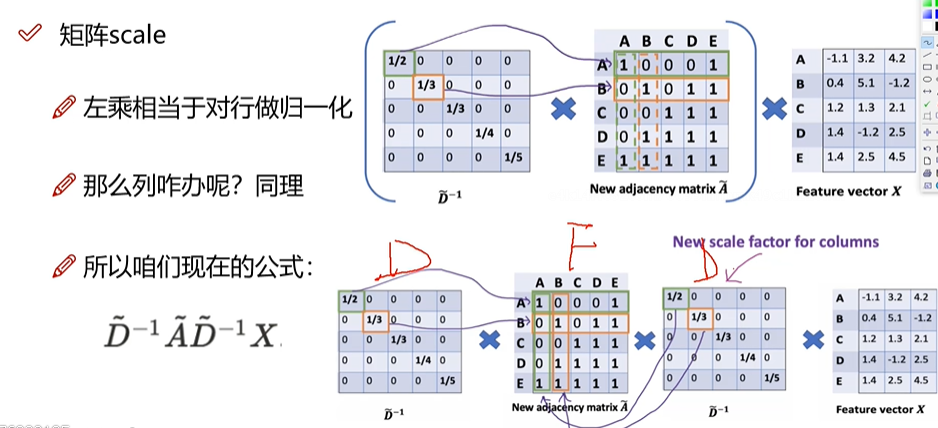 矩阵scale
左乘相当于对行做归一化
那么列咋办呢？同理
所以咱们现在的公式：
D̃⁻¹ÃD̃⁻¹X.
1/2 0 0 0 0
0 1/3 0 0 0
0 0 1/3 0 0
0 0 0 1/4 0
0 0 0 0 1/5
D̃⁻¹
A B C D E
A 1 0 0 0 1
B 0 1 0 1 1
C 0 0 1 1 1
D 0 1 1 1 1
E 1 1 1 1 1
New adjacency matrix Ã
A -1.1 3.2 4.2
B 0.4 5.1 -1.2
C 1.2 1.3 2.1
D 1.4 -1.2 2.5
E 1.4 2.5 4.5
Feature vector X
D
F
D
New scale factor for columns
1/2 0 0 0 0
0 1/3 0 0 0
0 0 1/3 0 0
0 0 0 1/4 0
0 0 0 0 1/5
D̃⁻¹
A B C D E
A 1 0 0 0 1
B 0 1 0 1 1
C 0 0 1 1 1
D 0 1 1 1 1
E 1 1 1 1 1
New adjacency matrix Ã
1/2 0 0 0 0
0 1/3 0 0 0
0 0 1/3 0 0
0 0 0 1/4 0
0 0 0 0 1/5
D̃⁻¹
A -1.1 3.2 4.2
B 0.4 5.1 -1.2
C 1.2 1.3 2.1
D 1.4 -1.2 2.5
E 1.4 2.5 4.5
Feature vector X